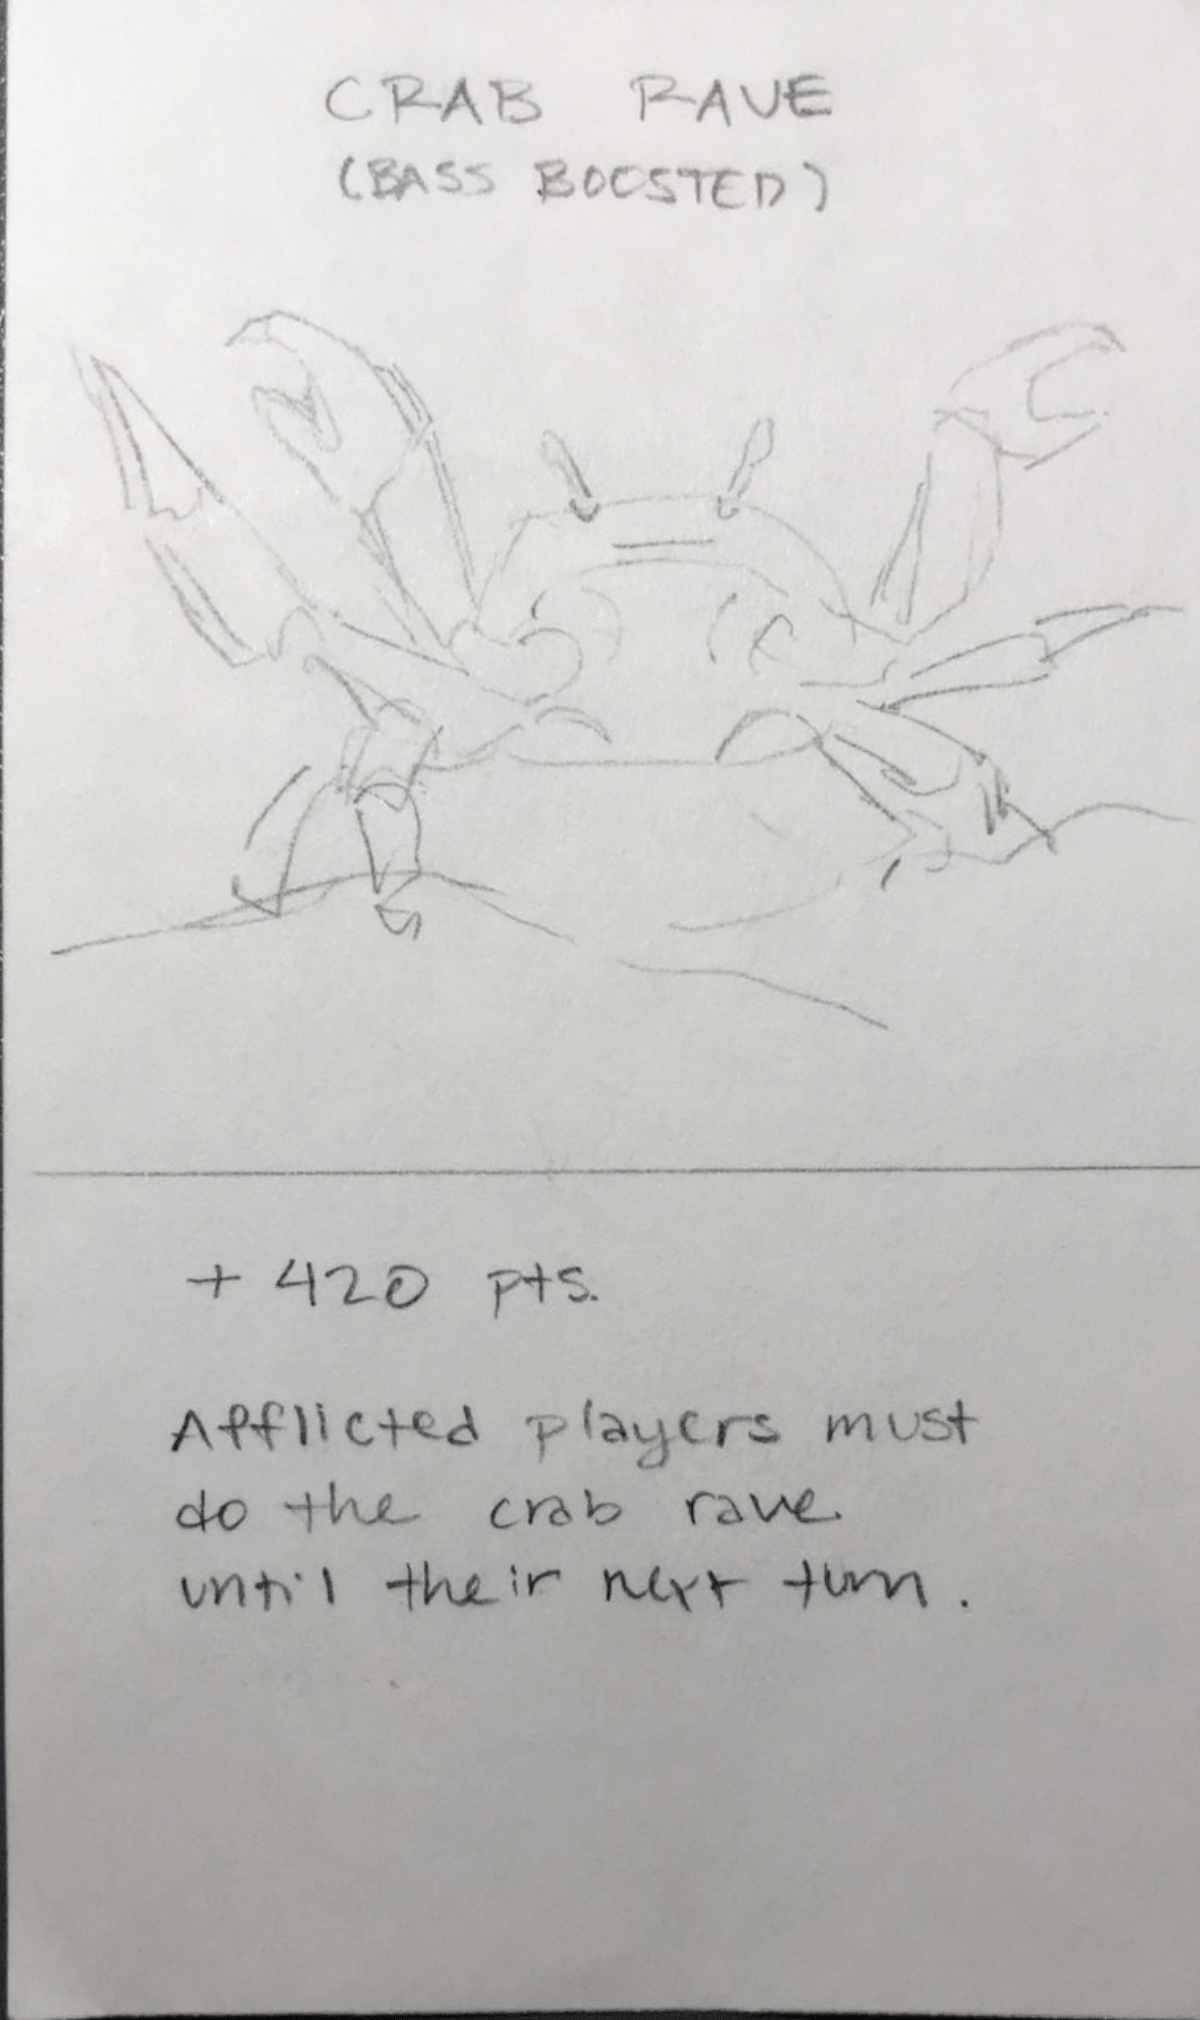 CRAB RAVE
(BASS BOOSTED)
+ 420 pts.
Afflicted players must
do the crab rave
until their next turn.